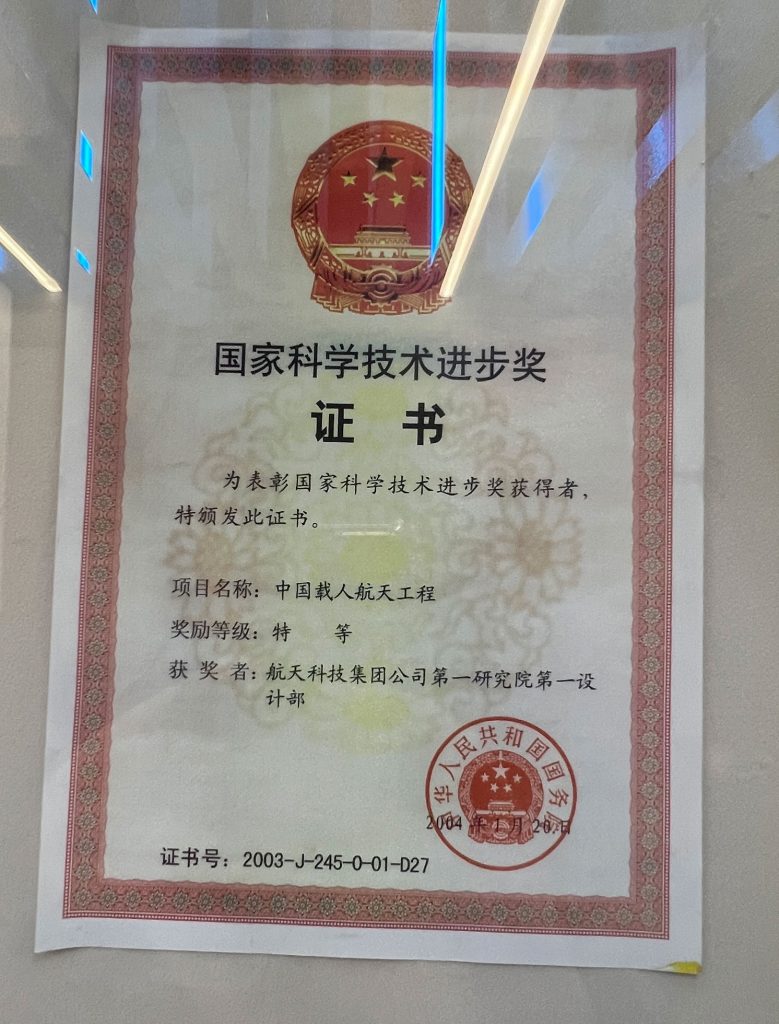 国家科学技术进步奖
证 书
为表彰国家科学技术进步奖获得者，
特颁发此证书。
项目名称：中国载人航天工程
奖励等级：特 等
获 奖 者：航天科技集团公司第一研究院第一设
计部
中华人民共和国国务院
2004 年 1 月 20 日
证书号：2003-J-245-0-01-D27